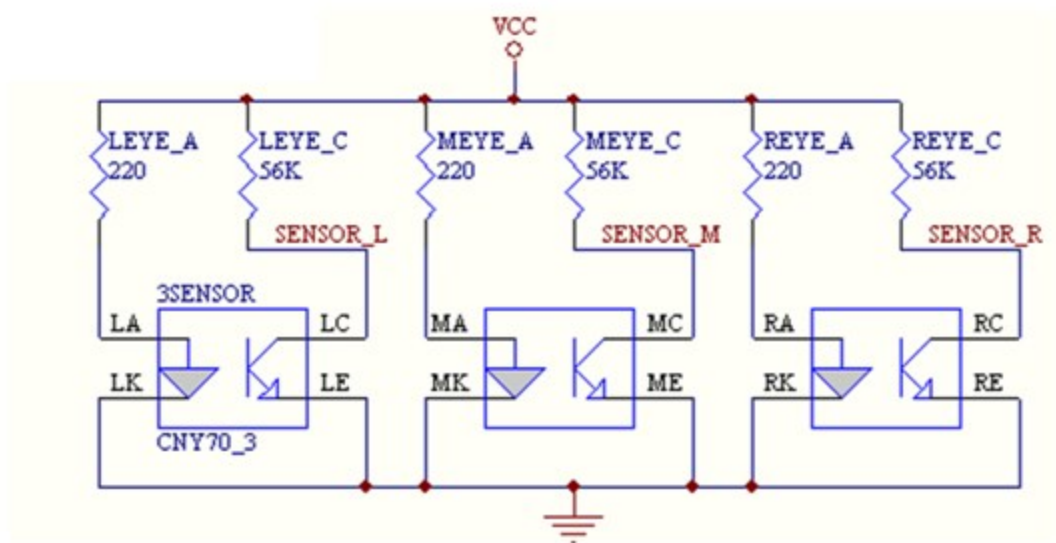 VCC
LEYE_A LEYE_C MEYE_A MEYE_C REYE_A REYE_C
220 56K 220 56K 220 56K
SENSOR_L SENSOR_M SENSOR_R
3SENSOR
LA LC MA MC RA RC
LK LE MK ME RK RE
CNY70_3